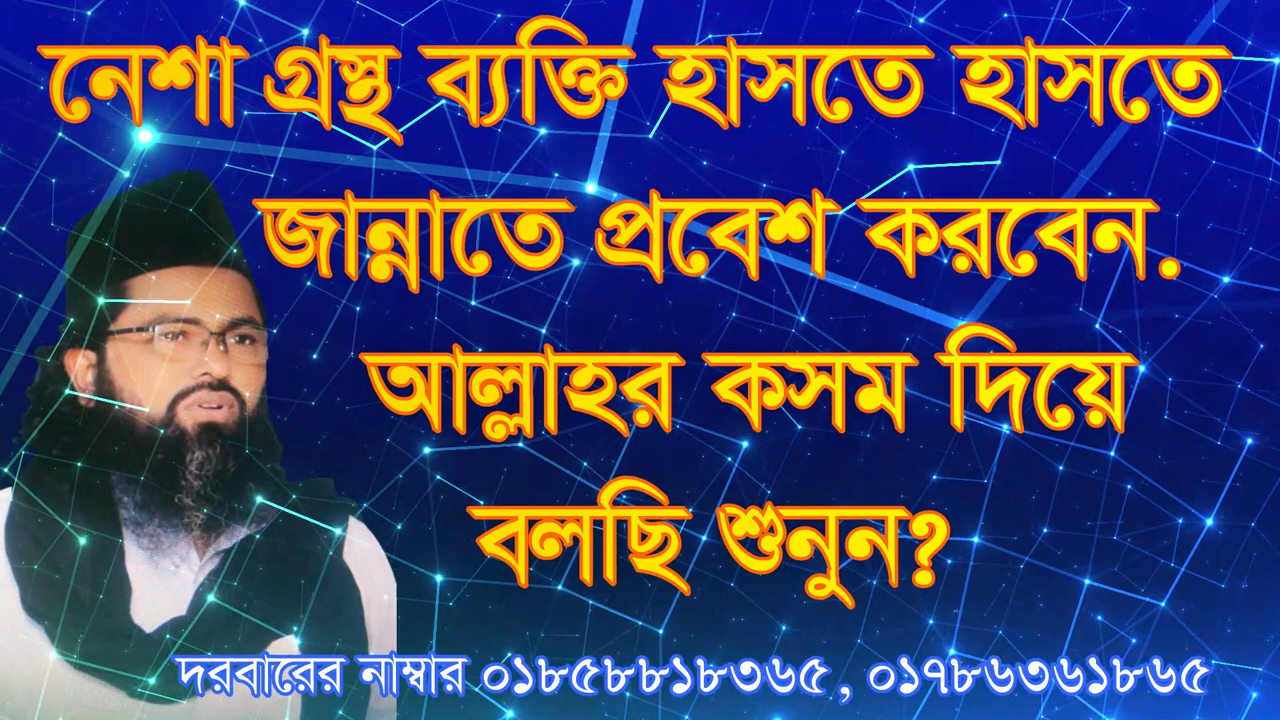 নেশা গ্রস্থ ব্যক্তি হাসতে হাসতে
জান্নাতে প্রবেশ করবেন.
আল্লাহর কসম দিয়ে
বলছি শুনুন?
দরবারের নাম্বার ০১৮৫৮৮১৮৩৬৫, ০১৭৮৬৩৬১৮৬৫